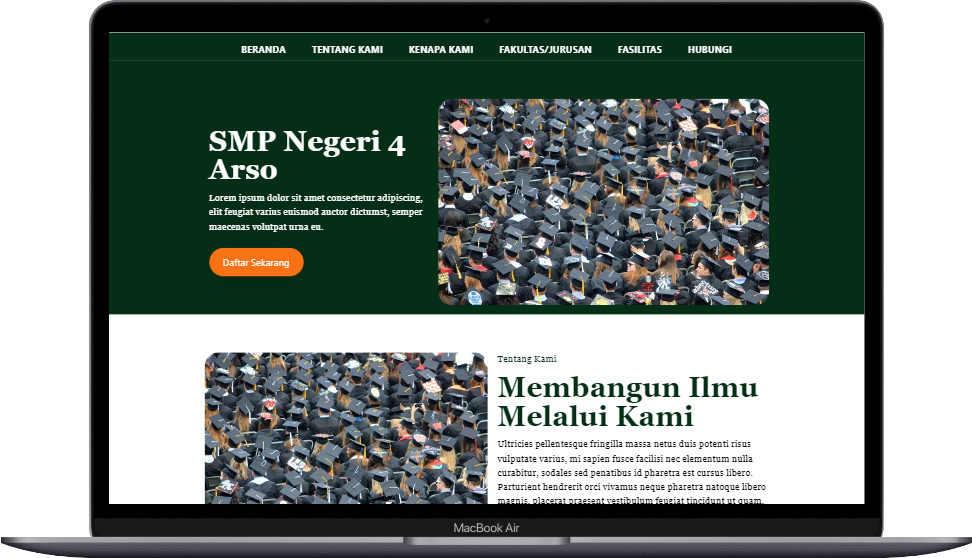 BERANDA TENTANG KAMI KENAPA KAMI FAKULTAS/JURUSAN FASILITAS HUBUNGI
SMP Negeri 4
Arso
Lorem ipsum dolor sit amet consectetur adipiscing,
elit feugiat varius euismod auctor dictumst, semper
maecenas volutpat urna eu.
Daftar Sekarang
Tentang Kami
Membangun Ilmu
Melalui Kami
Ultricies pellentesque fringilla massa netus duis potenti risus
vulputate varius, mi sapien fusce facilisi nec elementum nulla
curabitur, sodales sed penatibus id pharetra est cursus libero.
Parturient hendrerit orci vivamus neque pharetra natoque libero
magnis, placerat praesent vestibulum feugiat tincidunt ut quam.
MacBook Air